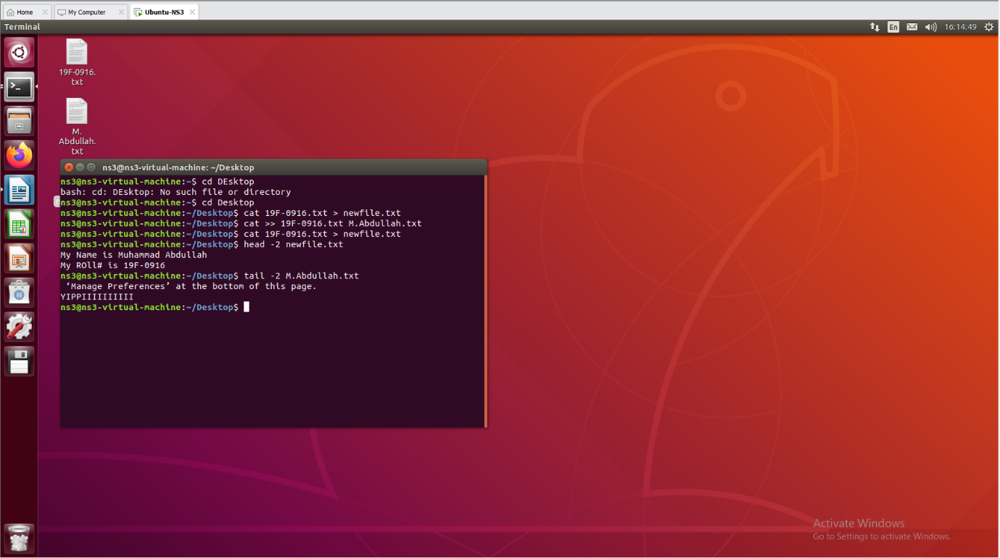 Home
My Computer
Ubuntu-NS3
Terminal
En
16:14:49
19F-0916.
txt
M.
Abdullah.
txt
ns3@ns3-virtual-machine: ~/Desktop
ns3@ns3-virtual-machine:~$ cd DEsktop
bash: cd: DEsktop: No such file or directory
ns3@ns3-virtual-machine:~$ cd Desktop
ns3@ns3-virtual-machine:~/Desktop$ cat 19F-0916.txt > newfile.txt
ns3@ns3-virtual-machine:~/Desktop$ cat >> 19F-0916.txt M.Abdullah.txt
ns3@ns3-virtual-machine:~/Desktop$ cat 19F-0916.txt > newfile.txt
ns3@ns3-virtual-machine:~/Desktop$ head -2 newfile.txt
My Name is Muhammad Abdullah
My ROll# is 19F-0916
ns3@ns3-virtual-machine:~/Desktop$ tail -2 M.Abdullah.txt
 ‘Manage Preferences’ at the bottom of this page.
YIPPIIIIIIIIII
ns3@ns3-virtual-machine:~/Desktop$
Activate Windows
Go to Settings to activate Windows.